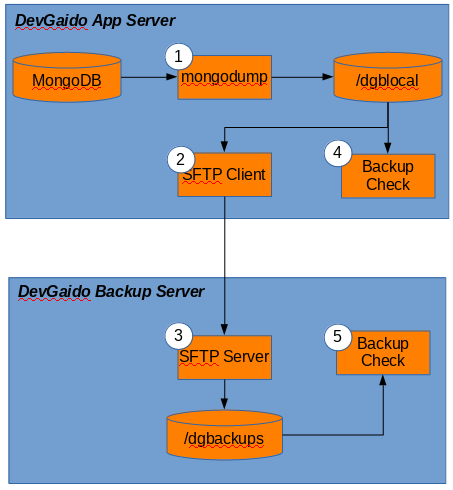 DevGaido App Server
1
MongoDB
mongodump
/dgblocal
2
SFTP Client
4
Backup
Check
DevGaido Backup Server
3
SFTP Server
5
Backup
Check
/dgbackups